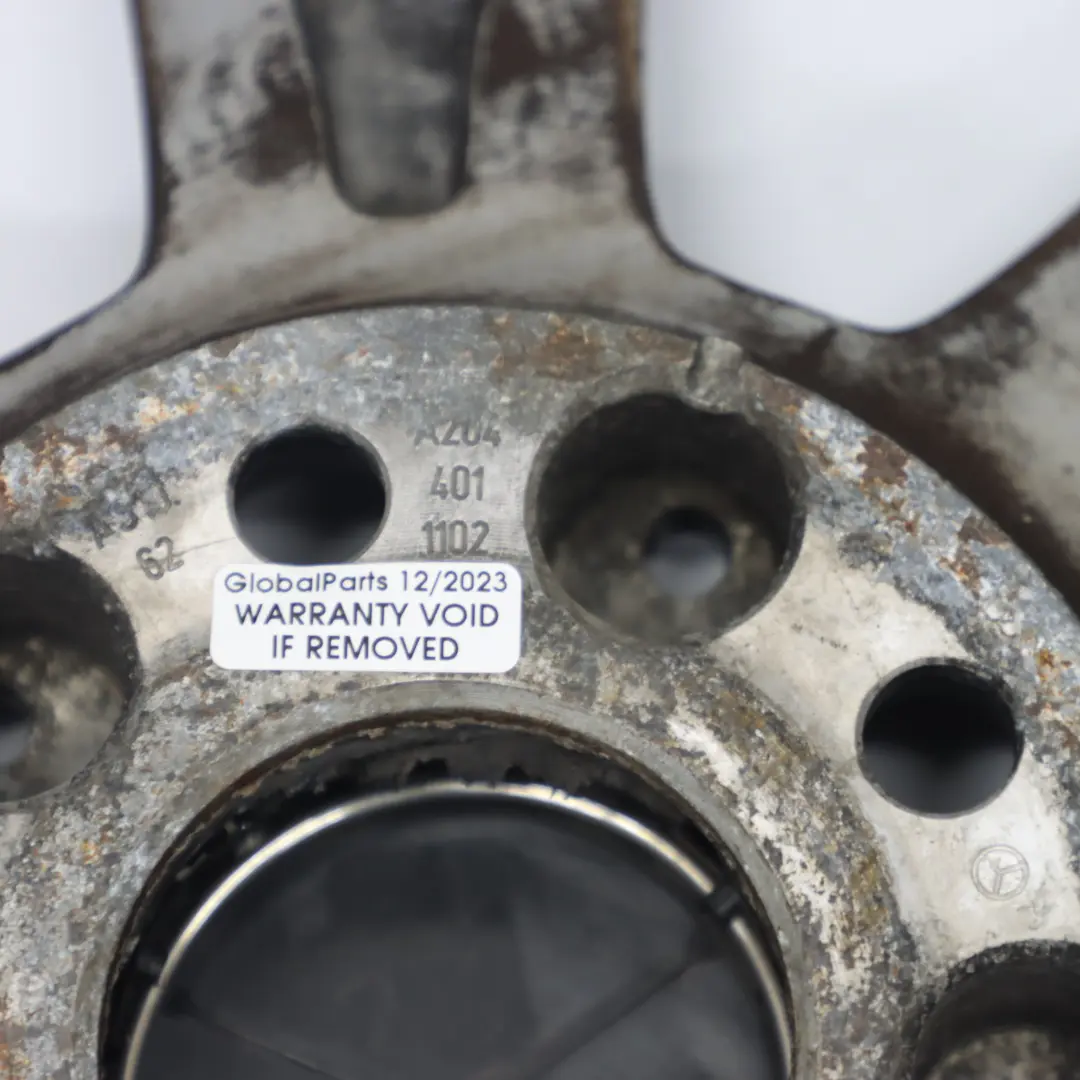 A204
401
1102
62
GlobalParts 12/2023
WARRANTY VOID
IF REMOVED